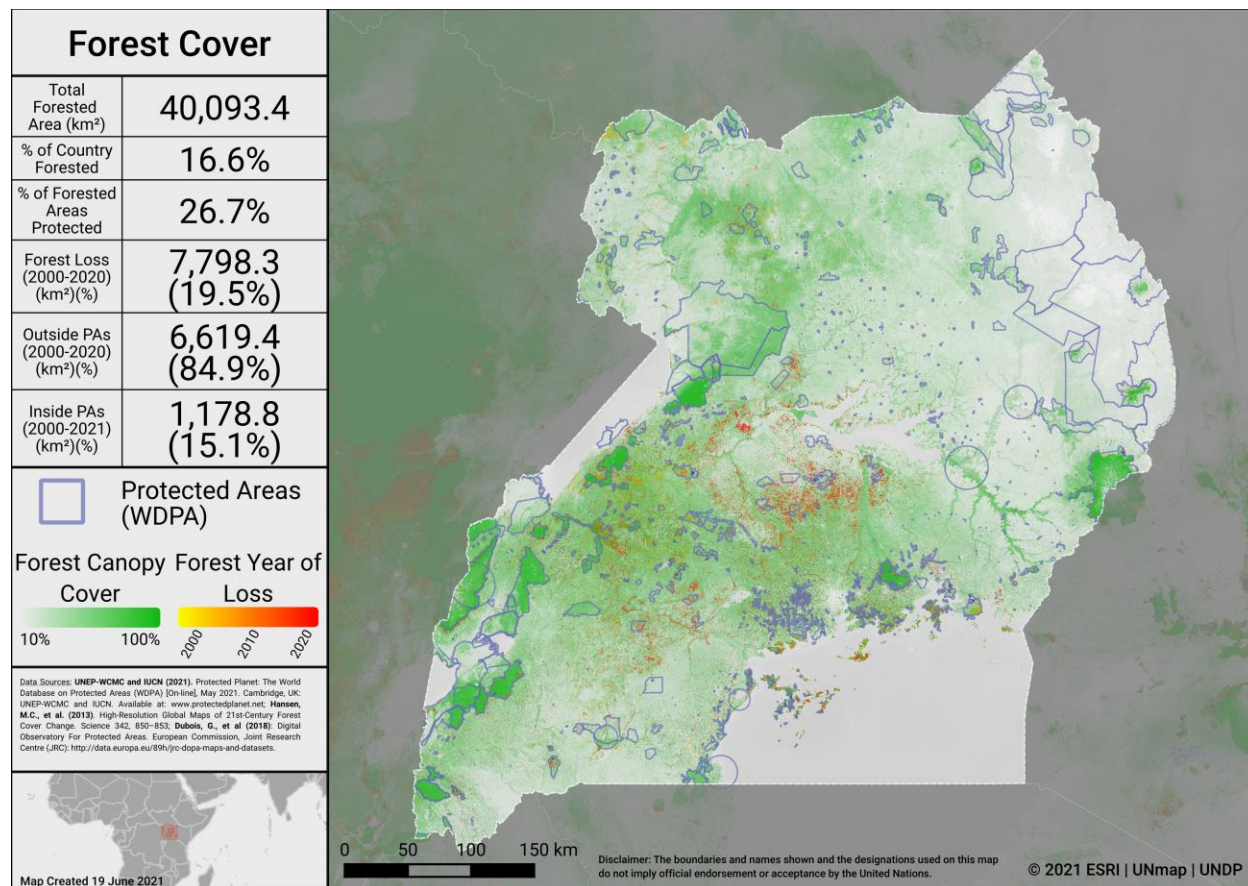 Forest Cover
Total
Forested
Area (km²)
40,093.4
% of Country
Forested
16.6%
% of Forested
Areas
Protected
26.7%
Forest Loss
(2000-2020)
(km²)(%)
7,798.3
(19.5%)
Outside PAs
(2000-2020)
(km²)(%)
6,619.4
(84.9%)
Inside PAs
(2000-2021)
(km²)(%)
1,178.8
(15.1%)
Protected Areas
(WDPA)
Forest Canopy
Cover
10% 100%
Forest Year of
Loss
2000 2010 2020
Data Sources: UNEP-WCMC and IUCN (2021). Protected Planet: The World
Database on Protected Areas (WDPA) [On-line], May 2021. Cambridge, UK:
UNEP-WCMC and IUCN. Available at: www.protectedplanet.net; Hansen,
M.C., et al. (2013). High-Resolution Global Maps of 21st-Century Forest
Cover Change. Science 342, 850–853; Dubois, G., et al (2018): Digital
Observatory For Protected Areas. European Commission, Joint Research
Centre (JRC): http://data.europa.eu/89h/jrc-dopa-maps-and-datasets.
Map Created 19 June 2021
0 50 100 150 km
Disclaimer: The boundaries and names shown and the designations used on this map
do not imply official endorsement or acceptance by the United Nations.
© 2021 ESRI | UNmap | UNDP